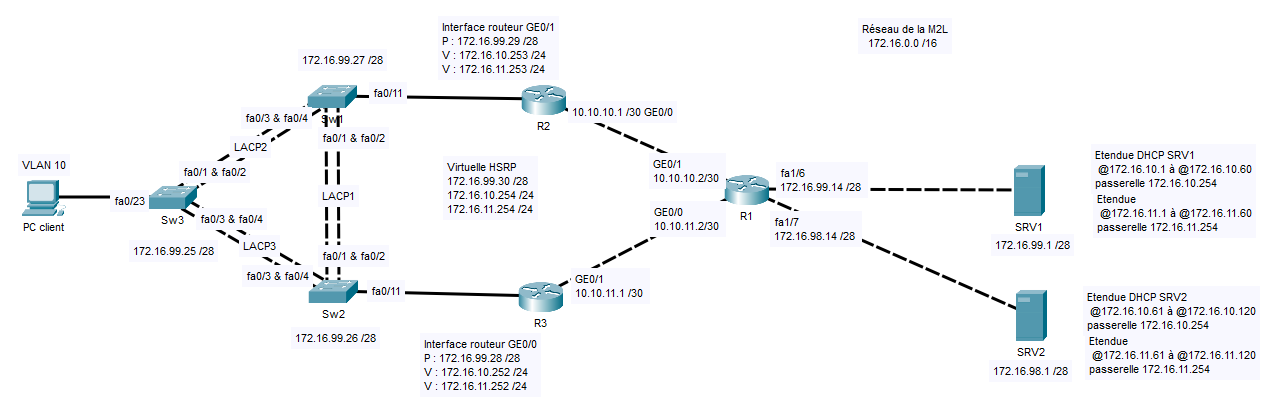 Interface routeur GE0/1
P : 172.16.99.29 /28
V : 172.16.10.253 /24
V : 172.16.11.253 /24
Réseau de la M2L
172.16.0.0 /16
172.16.99.27 /28
fa0/11
Sw1
fa0/3 & fa0/4
10.10.10.1 /30 GE0/0
R2
fa0/1 & fa0/2
LACP2
VLAN 10
fa0/1 & fa0/2
Virtuelle HSRP
172.16.99.30 /28
172.16.10.254 /24
172.16.11.254 /24
GE0/1
10.10.10.2/30
fa1/6
172.16.99.14 /28
Etendue DHCP SRV1
@172.16.10.1 à @172.16.10.60
passerelle 172.16.10.254
Etendue
@172.16.11.1 à @172.16.11.60
passerelle 172.16.11.254
LACP1
fa0/23
PC client
Sw3
fa0/3 & fa0/4
GE0/0
10.10.11.2/30
R1
fa1/7
172.16.98.14 /28
SRV1
172.16.99.1 /28
172.16.99.25 /28
LACP3
fa0/1 & fa0/2
fa0/3 & fa0/4
fa0/11
GE0/1
10.10.11.1 /30
Sw2
R3
172.16.99.26 /28
Interface routeur GE0/0
P : 172.16.99.28 /28
V : 172.16.10.252 /24
V : 172.16.11.252 /24
Etendue DHCP SRV2
@172.16.10.61 à @172.16.10.120
passerelle 172.16.10.254
Etendue
@172.16.11.61 à @172.16.11.120
passerelle 172.16.11.254
SRV2
172.16.98.1 /28